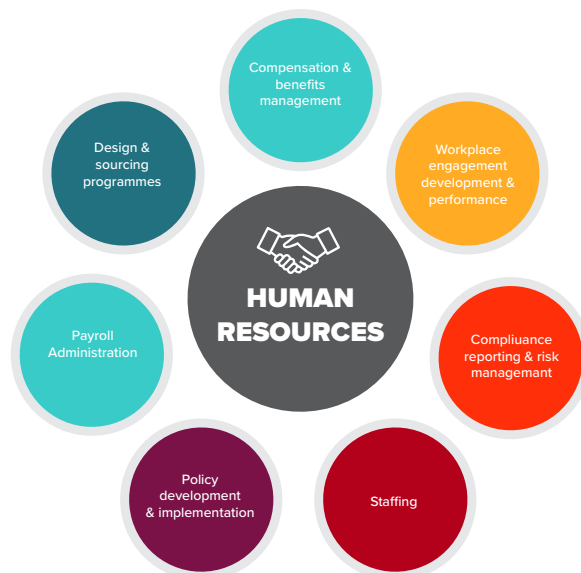 Compensation &
benefits
management
Design &
sourcing
programmes
Workplace
engagement
development &
performance
HUMAN
RESOURCES
Payroll
Administration
Compliuance
reporting & risk
managemant
Policy
development
& implementation
Staffing